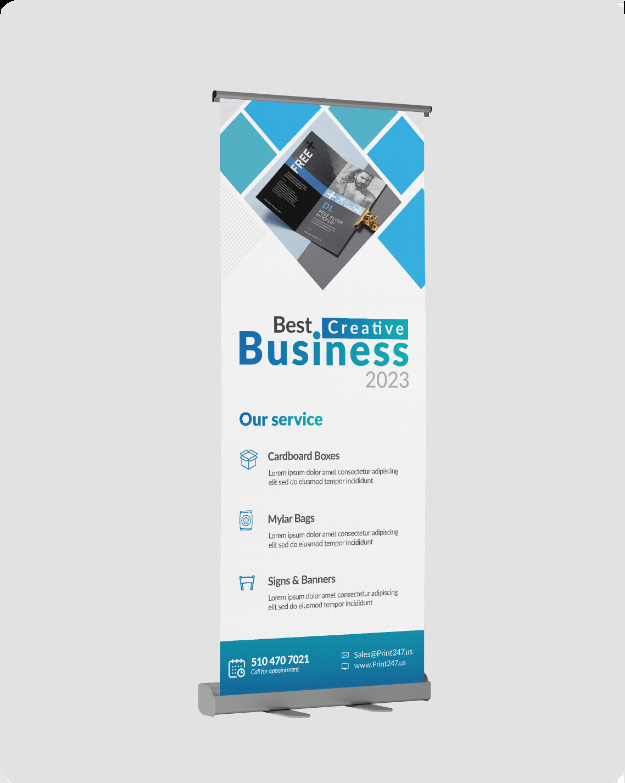 FREE+
DL
Best Creative
Business
2023
Our service
Cardboard Boxes
Lorem ipsum dolor amet consectetur adipiscing
elit sed do eiusmod tempor incididunt
Mylar Bags
Lorem ipsum dolor amet consectetur adipiscing
elit sed do eiusmod tempor incididunt
Signs & Banners
Lorem ipsum dolor amet consectetur adipiscing
elit sed do eiusmod tempor incididunt
510 470 7021
Call for appointment
Sales@Print247.us
www.Print247.us